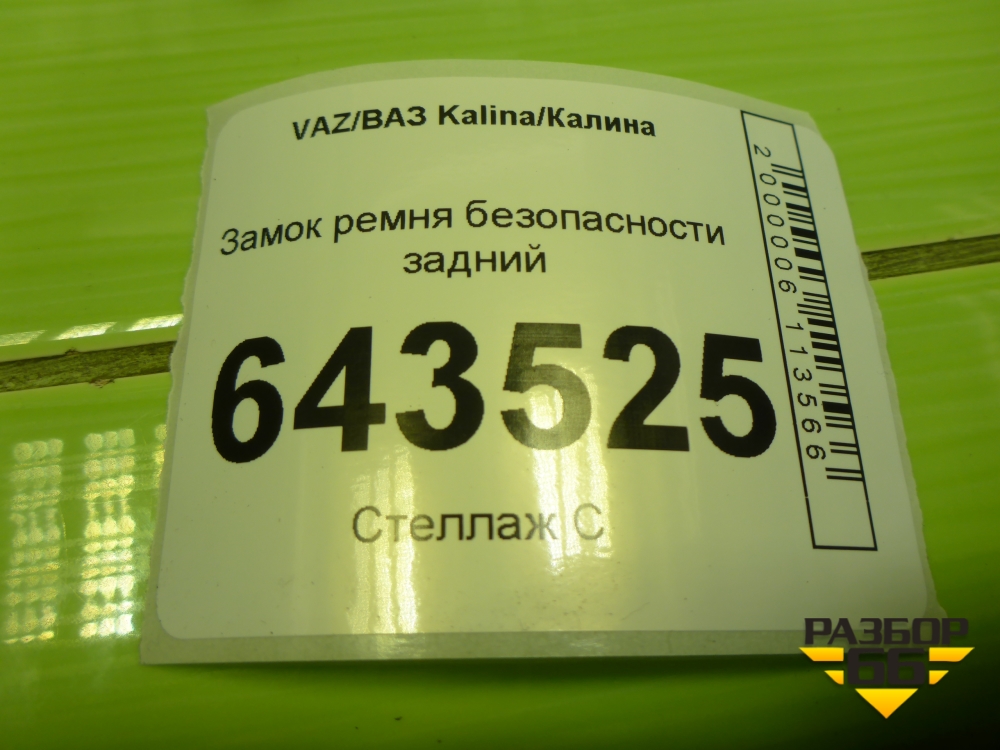 VAZ/ВАЗ Kalina/Калина
Замок ремня безопасности
задний
643525
Стеллаж С
2000006113566
РАЗБОР
66